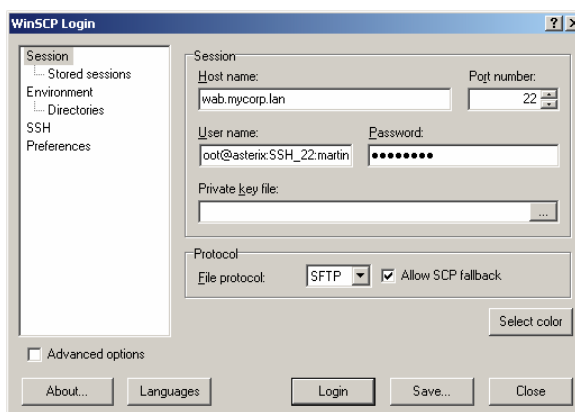 WinSCP Login
Session
Stored sessions
Environment
Directories
SSH
Preferences
Session
Host name:
Port number:
wab.mycorp.lan
22
User name:
Password:
oot@asterix:SSH_22:martin
●●●●●●●●
Private key file:
...
Protocol
File protocol:
SFTP
Allow SCP fallback
Select color
Advanced options
About...
Languages
Login
Save...
Close